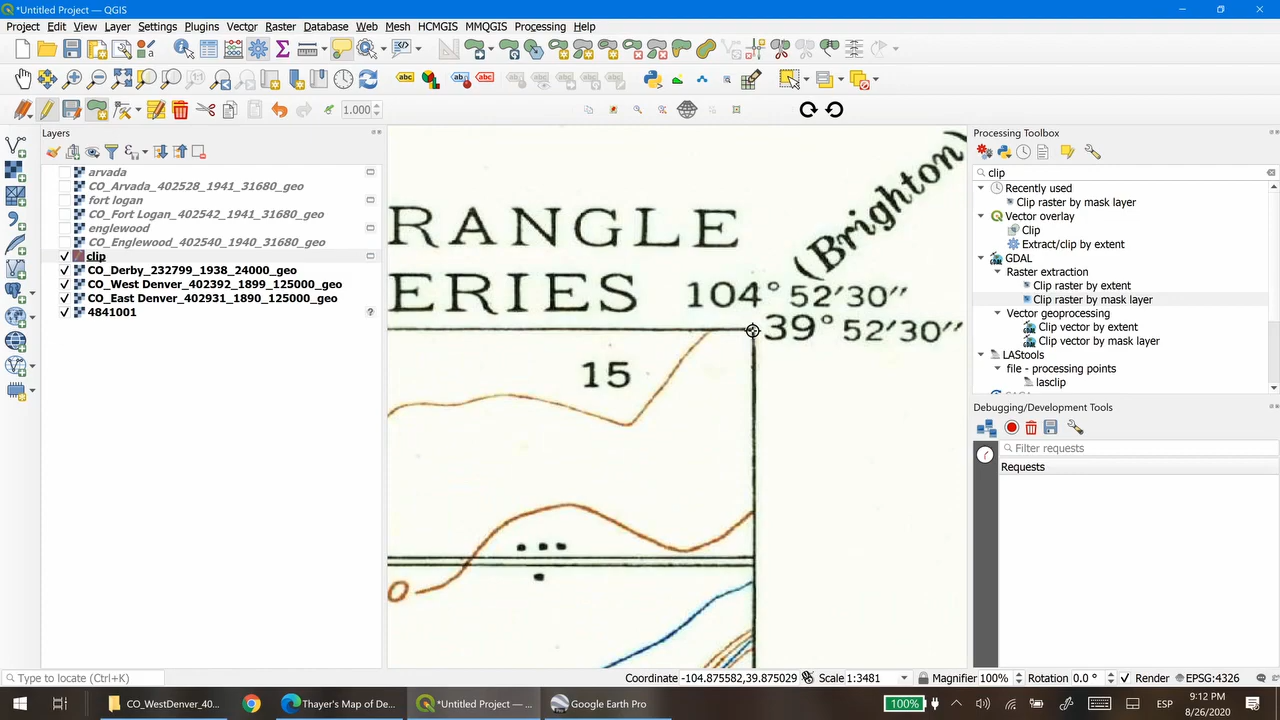 *Untitled Project — QGIS
Project Edit View Layer Settings Plugins Vector Raster Database Web Mesh HCMGIS MMQGIS Processing Help
abc abc abc
1.000
Layers
Processing Toolbox
arvada
CO_Arvada_402528_1941_31680_geo
fort logan
CO_Fort Logan_402542_1941_31680_geo
englewood
CO_Englewood_402540_1940_31680_geo
clip
CO_Derby_232799_1938_24000_geo
CO_West Denver_402392_1899_125000_geo
CO_East Denver_402931_1890_125000_geo
4841001
?
RANGLE
ERIES
(Brighton)
104° 52′30″
39° 52′30″
15
0
clip
Recently used
Clip raster by mask layer
Vector overlay
Clip
Extract/clip by extent
GDAL
Raster extraction
Clip raster by extent
Clip raster by mask layer
Vector geoprocessing
Clip vector by extent
Clip vector by mask layer
LAStools
file - processing points
lasclip
Debugging/Development Tools
Filter requests
Requests
Type to locate (Ctrl+K)
Coordinate -104.875582,39.875029 Scale 1:3481 Magnifier 100% Rotation 0.0 ° Render EPSG:4326
CO_WestDenver_40...
Thayer's Map of De...
*Untitled Project — ...
Google Earth Pro
100%
ESP
9:12 PM
8/26/2020